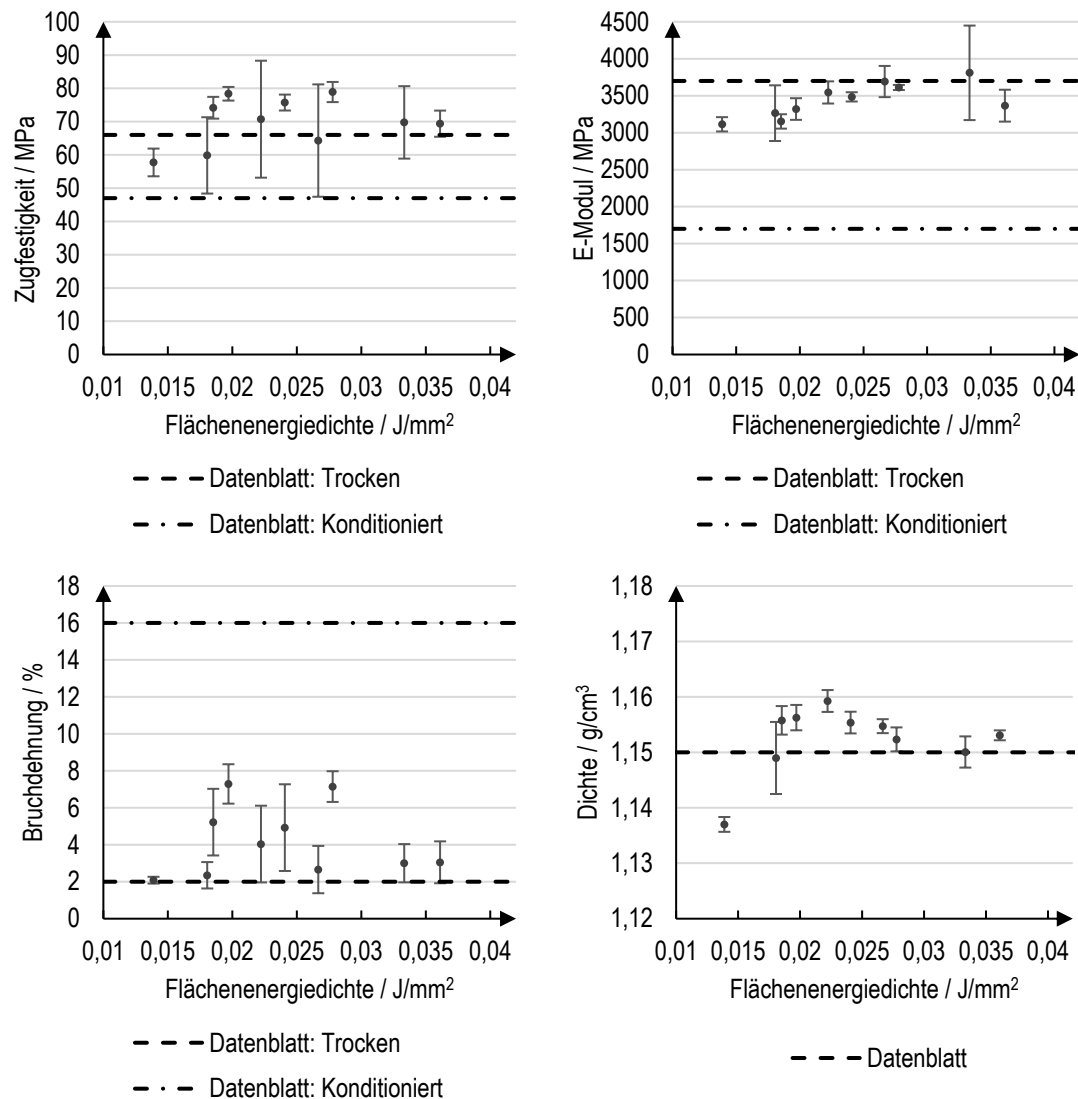 Zugfestigkeit / MPa
100
90
80
70
60
50
40
30
20
10
0
0,01 0,015 0,02 0,025 0,03 0,035 0,04
Flächenenergiedichte / J/mm²
Datenblatt: Trocken
Datenblatt: Konditioniert
E-Modul / MPa
4500
4000
3500
3000
2500
2000
1500
1000
500
0
0,01 0,015 0,02 0,025 0,03 0,035 0,04
Flächenenergiedichte / J/mm²
Datenblatt: Trocken
Datenblatt: Konditioniert
Bruchdehnung / %
18
16
14
12
10
8
6
4
2
0
0,01 0,015 0,02 0,025 0,03 0,035 0,04
Flächenenergiedichte / J/mm²
Datenblatt: Trocken
Datenblatt: Konditioniert
Dichte / g/cm³
1,18
1,17
1,16
1,15
1,14
1,13
1,12
0,01 0,015 0,02 0,025 0,03 0,035 0,04
Flächenenergiedichte / J/mm²
Datenblatt